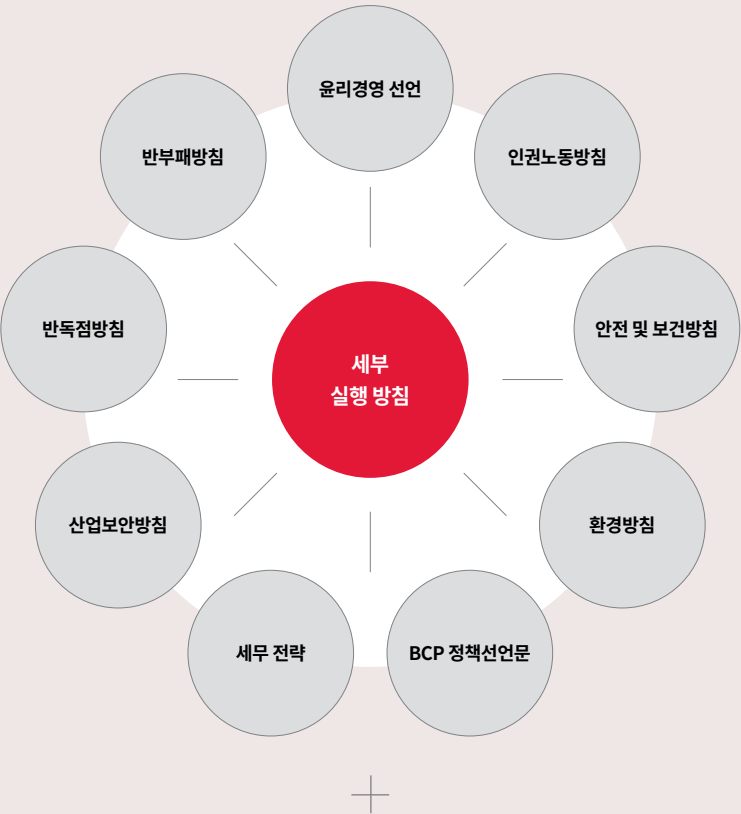 윤리경영 선언
반부패방침
인권노동방침
반독점방침
안전 및 보건방침
세부
실행 방침
산업보안방침
환경방침
세무 전략
BCP 정책선언문